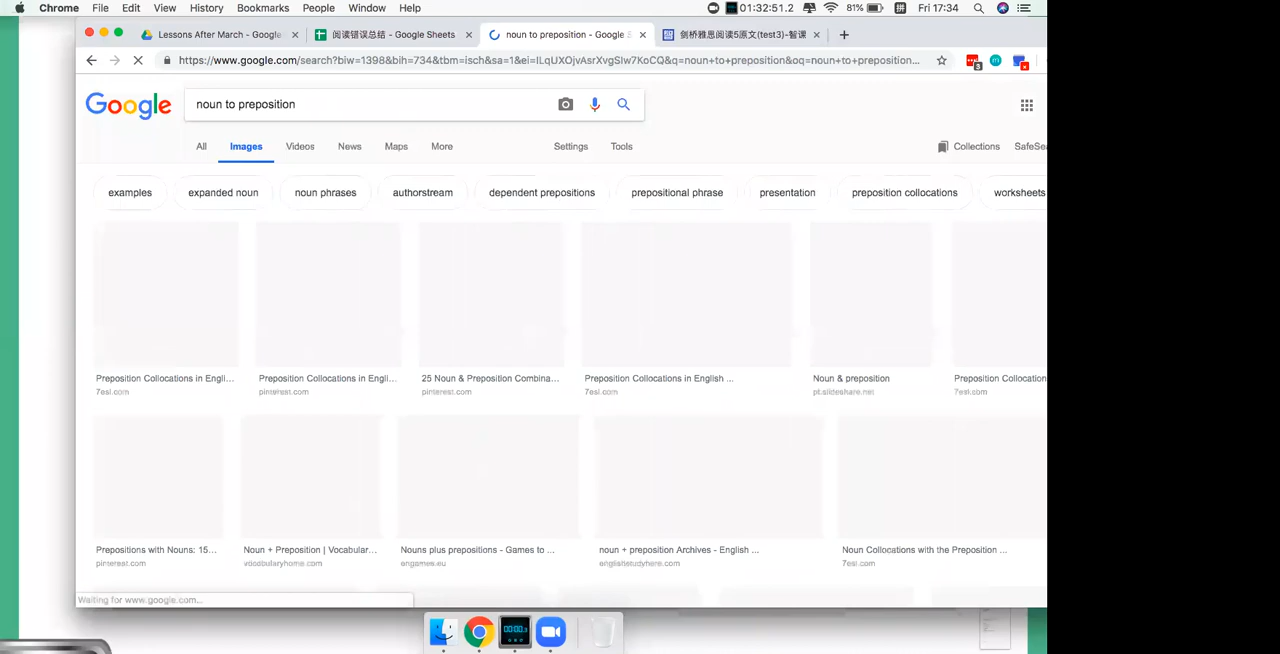 Chrome File Edit View History Bookmarks People Window Help 01:32:51.2 81% 拼 Fri 17:34
Lessons After March - Google 阅读错误总结 - Google Sheets noun to preposition - Google S 剑桥雅思阅读5原文(test3)-智课
https://www.google.com/search?biw=1398&bih=734&tbm=isch&sa=1&ei=ILqUXOjvAsrXvgSIw7KoCQ&q=noun+to+preposition&oq=noun+to+preposition...
3
Google noun to preposition
All Images Videos News Maps More Settings Tools Collections SafeSea
examples expanded noun noun phrases authorstream dependent prepositions prepositional phrase presentation preposition collocations worksheets
Preposition Collocations in Engli... Preposition Collocations in Engli... 25 Noun & Preposition Combina... Preposition Collocations in English ... Noun & preposition Preposition Collocation
7esl.com pinterest.com pinterest.com 7esl.com pt.slideshare.net 7esl.com
Prepositions with Nouns: 15... Noun + Preposition | Vocabular... Nouns plus prepositions - Games to ... noun + preposition Archives - English ... Noun Collocations with the Preposition ...
pinterest.com vocabularyhome.com engames.eu englishstudyhere.com 7esl.com
Waiting for www.google.com...